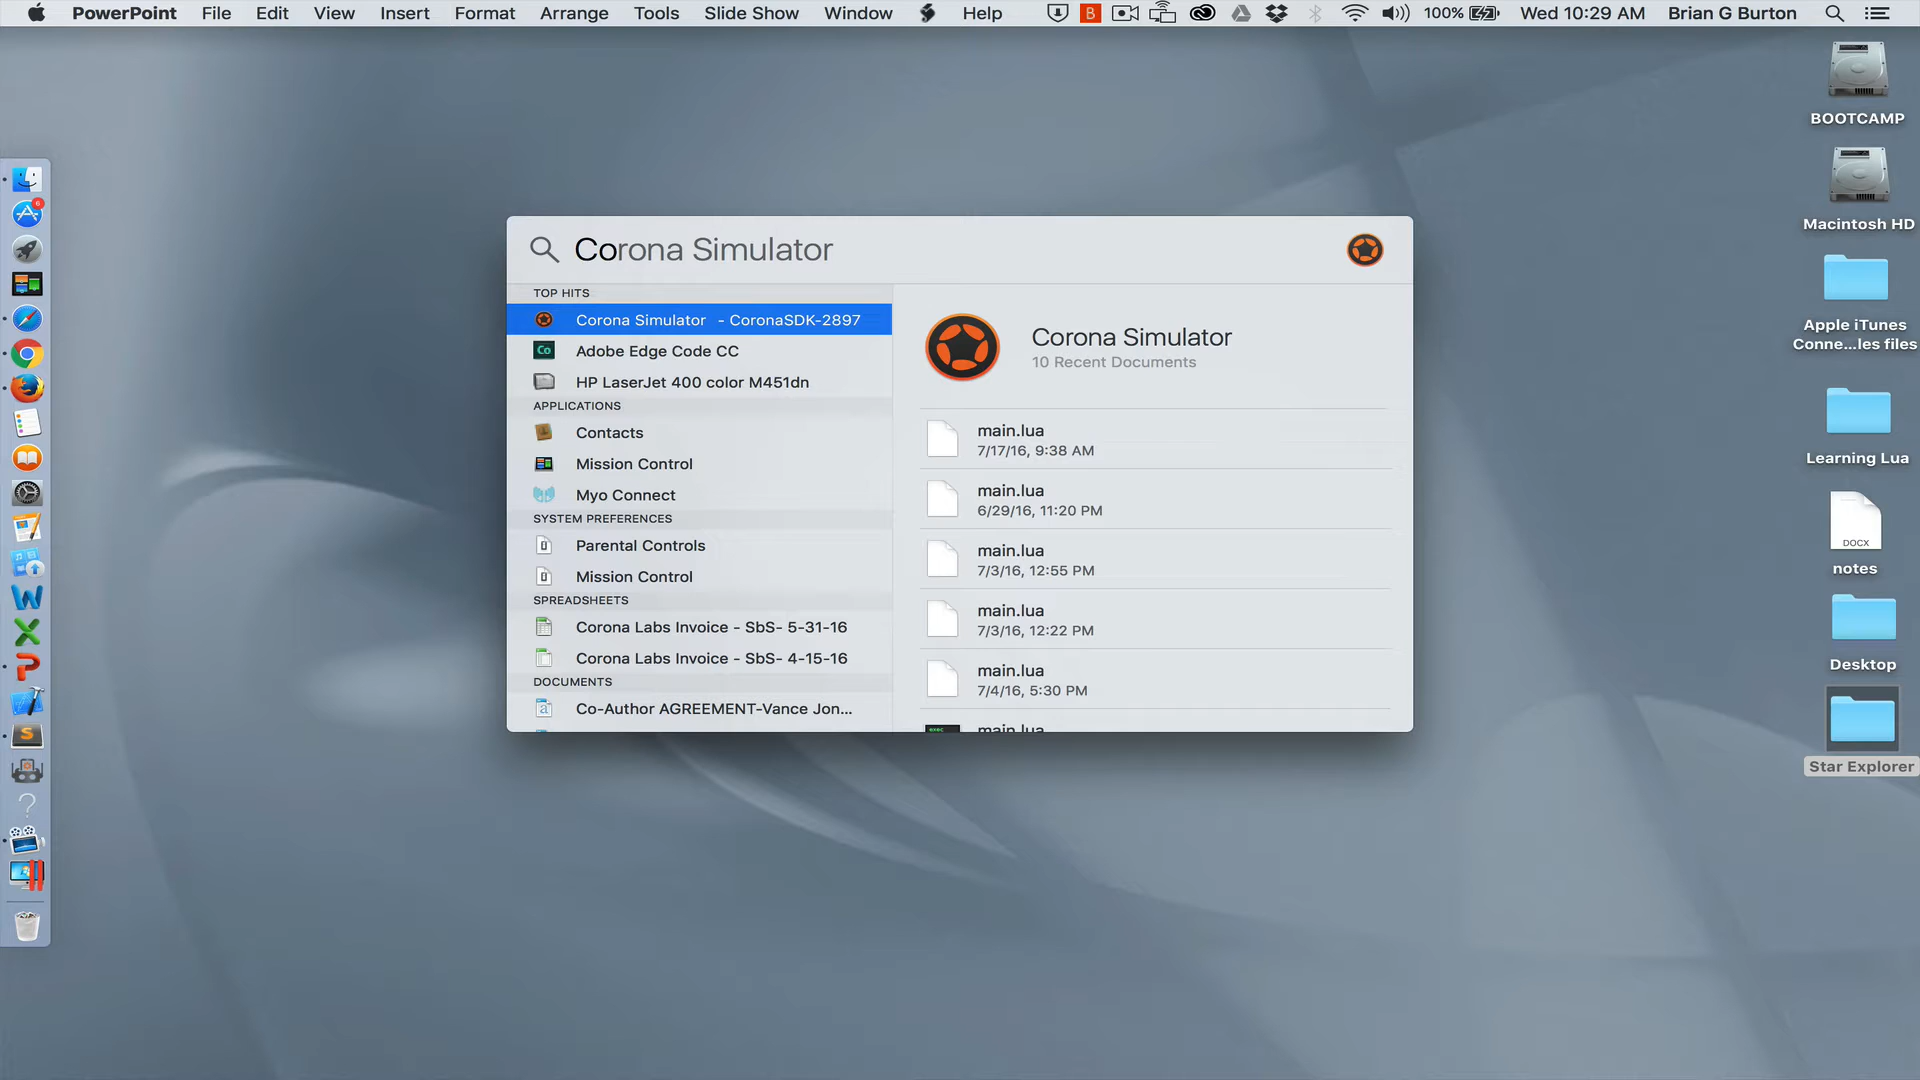 PowerPoint File Edit View Insert Format Arrange Tools Slide Show Window Help B 100% Wed 10:29 AM Brian G Burton
BOOTCAMP
Macintosh HD
Apple iTunes
Conne...les files
Learning Lua
DOCX
notes
Desktop
Star Explorer
6
Corona Simulator
TOP HITS
Corona Simulator - CoronaSDK-2897
Co Adobe Edge Code CC
HP LaserJet 400 color M451dn
APPLICATIONS
Contacts
Mission Control
Myo Connect
SYSTEM PREFERENCES
Parental Controls
Mission Control
SPREADSHEETS
Corona Labs Invoice - SbS- 5-31-16
Corona Labs Invoice - SbS- 4-15-16
DOCUMENTS
Co-Author AGREEMENT-Vance Jon...
Corona Simulator
10 Recent Documents
main.lua
7/17/16, 9:38 AM
main.lua
6/29/16, 11:20 PM
main.lua
7/3/16, 12:55 PM
main.lua
7/3/16, 12:22 PM
main.lua
7/4/16, 5:30 PM
main.lua